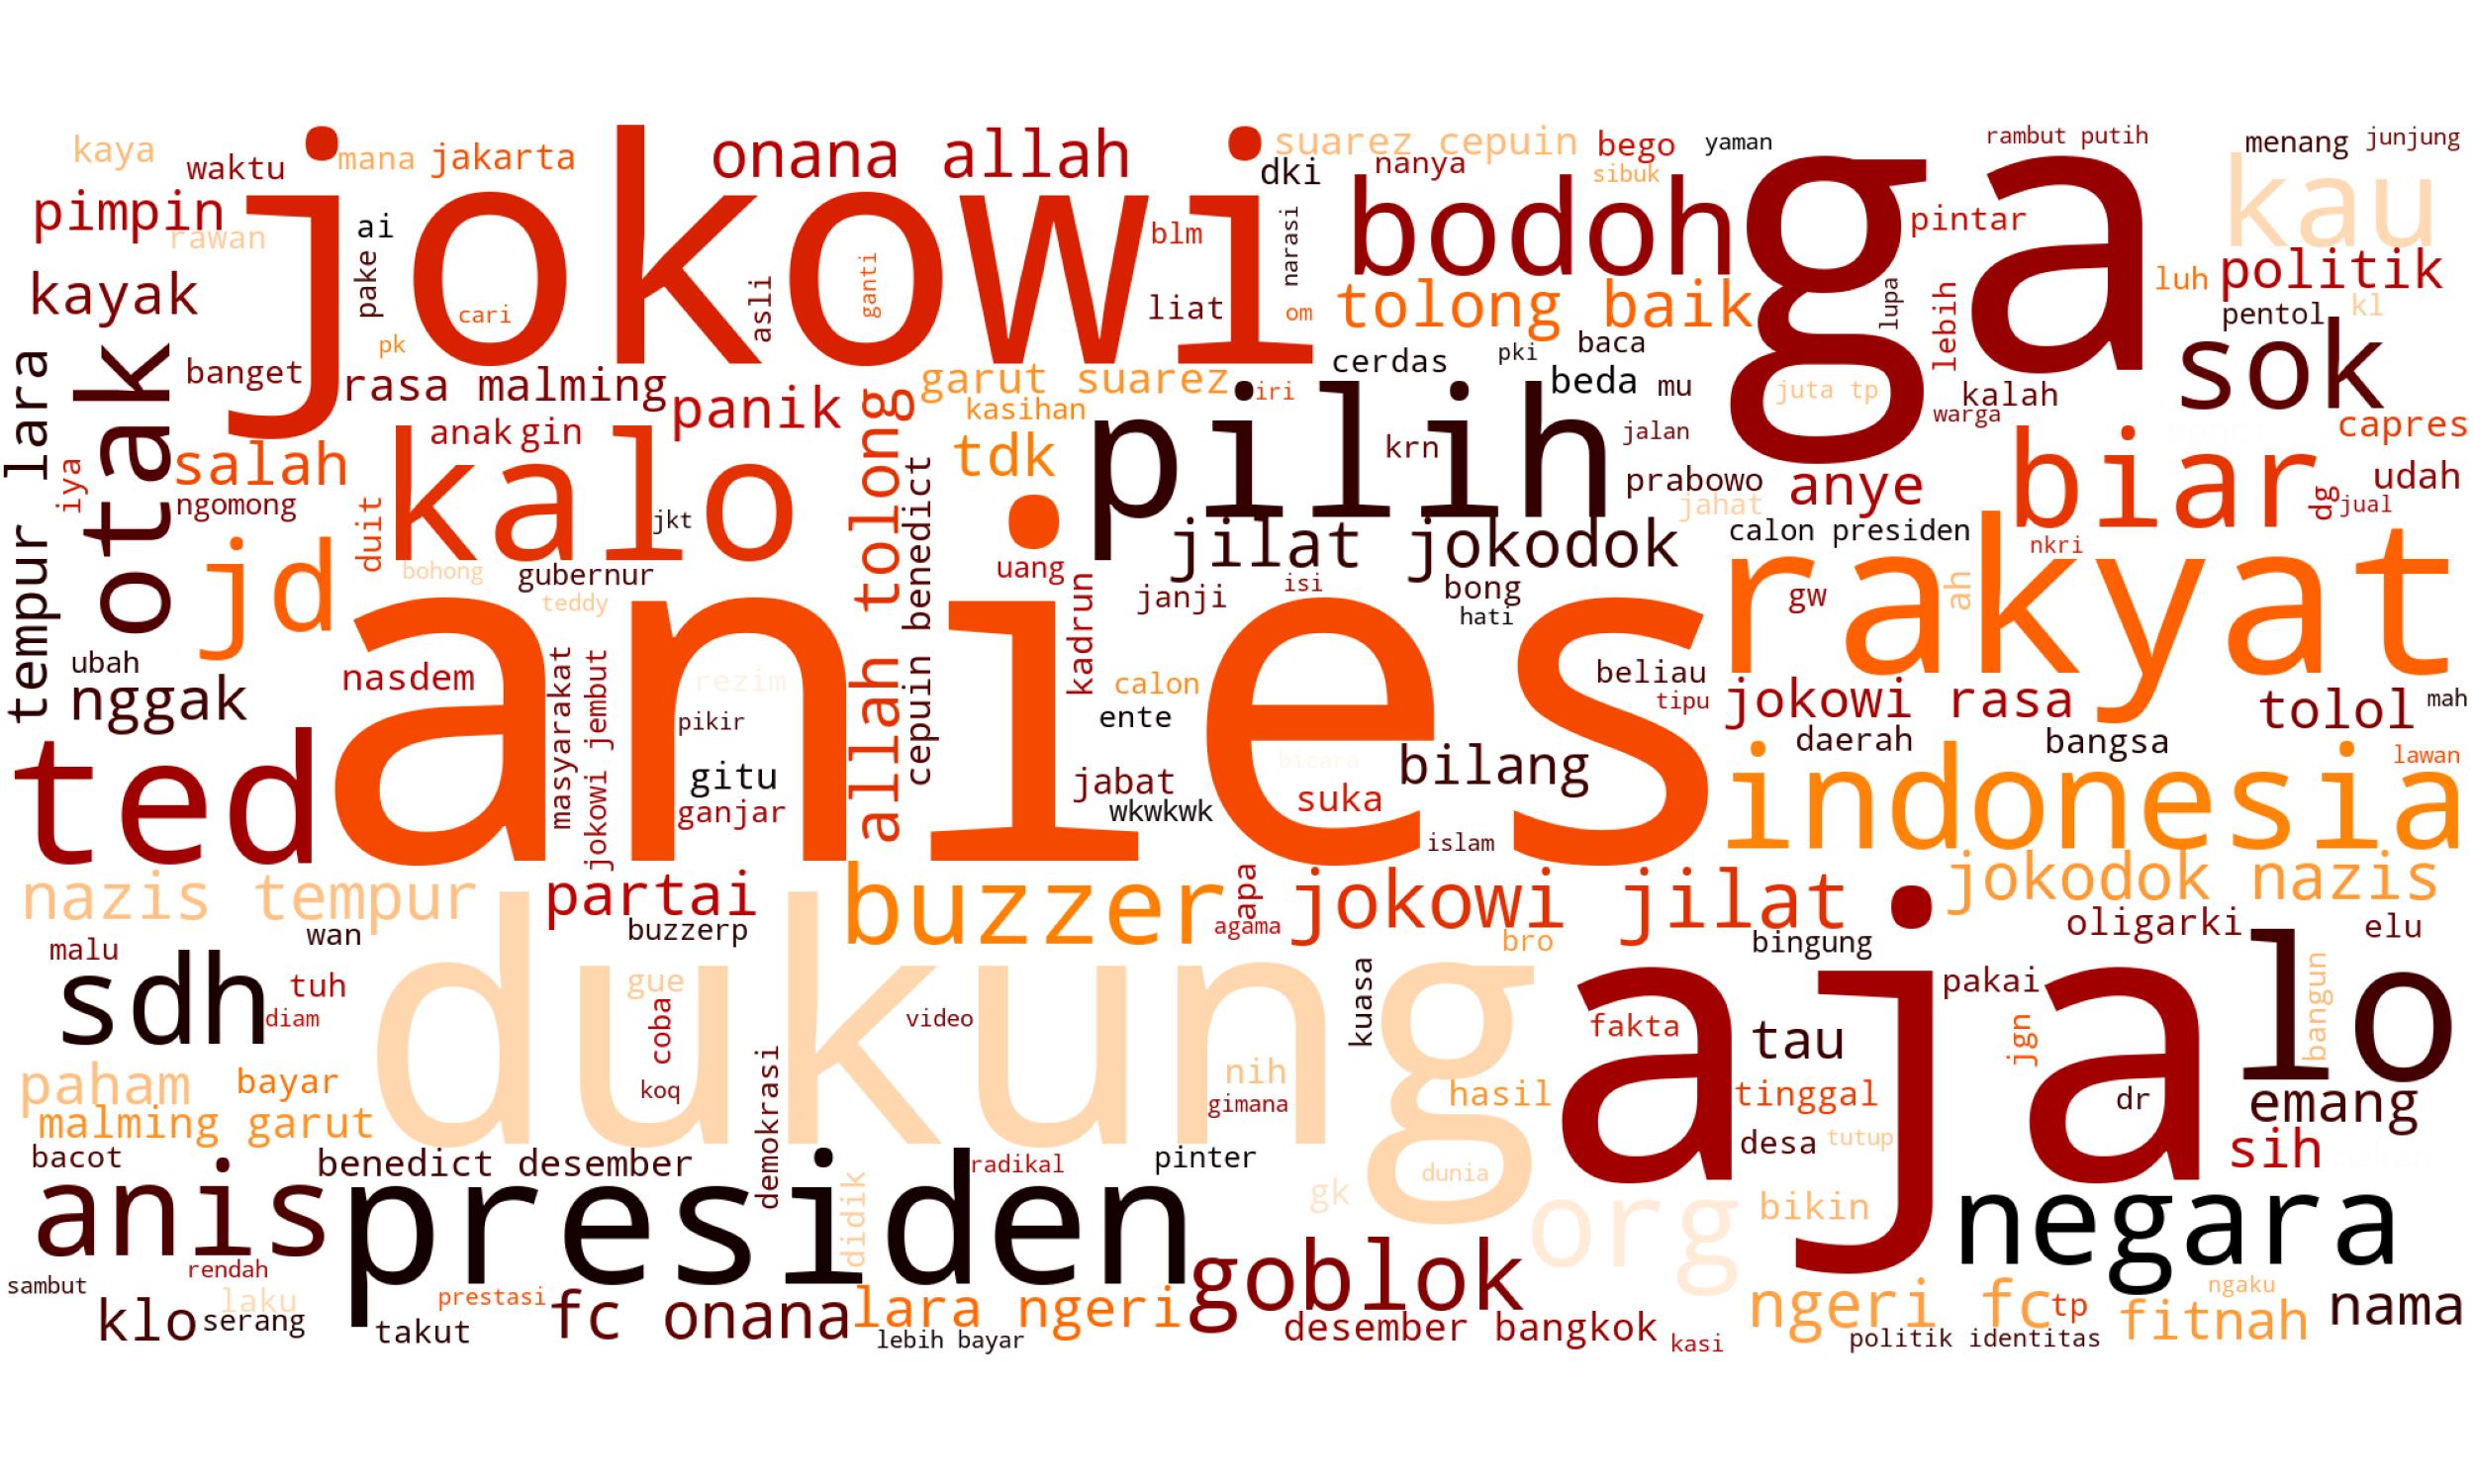 kaya
waktu
mana
jakarta
onana allah
suarez cepuin
bego
yaman
rambut putih
menang
junjung
jokowi
dki
nanya
sibuk
ga
pimpin
rawan
ai
blm
narasi
bodoh
pintar
kau
kayak
pake
cari
asli
ganti
liat
om
tolong baik
lupa
lebih
luh
politik
pentol
kl
pk
banget
rasa malming
panik
garut suarez
iri
cerdas
pki
baca
beda
mu
juta tp
kalah
warga
sok
capres
tempur lara
otak
iya
salah
ngomong
anak
gin
kalo
duit
jkt
allah tolong
kasihan
tdk
pilih
krn
jalan
prabowo
jahat
anye
biar
udah
dg
jual
jd
bohong
gubernur
teddy
cepuin benedict
uang
kadrun
jilat jokodok
janji
isi
bong
hati
calon presiden
nkri
rakyat
gw
ah
ubah
nggak
nasdem
anies
masyarakat
jokowi jembut
rezim
pikir
gitu
ganjar
calon
ente
jabat
wkwkwk
bicara
suka
bilang
islam
beliau
tipu
jokowi rasa
tolol
mah
daerah
bangsa
lawan
ted
indonesia
nazis tempur
partai
buzzer
apa
agama
jokowi jilat
jokodok nazis
wan
buzzerp
bro
bingung
oligarki
elu
malu
sdh
tuh
diam
dukung
gue
coba
koq
video
demokrasi
kuasa
nih
gimana
hasil
aja
fakta
tau
pakai
jgn
lo
bangun
paham
bayar
malming garut
tinggal
dr
emang
desa
tutup
sih
bacot
benedict desember
radikal
pinter
dunia
gk
org
bikin
anis
presiden
didik
negara
rendah
sambut
klo
laku
serang
prestasi
takut
fc onana
lara ngeri
lebih bayar
goblok
desember bangkok
kasi
ngeri fc
tp
politik identitas
ngaku
fitnah
nama